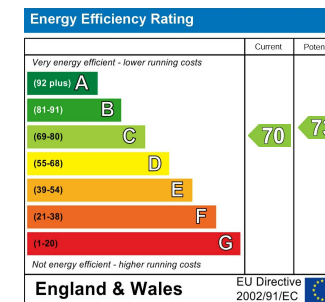 Energy Efficiency Rating
Current
Very energy efficient - lower running costs
(92 plus) A
(81-91) B
(69-80) C
70
(55-68) D
(39-54) E
(21-38) F
(1-20) G
Not energy efficient - higher running costs
England & Wales
EU Directive
2002/91/EC